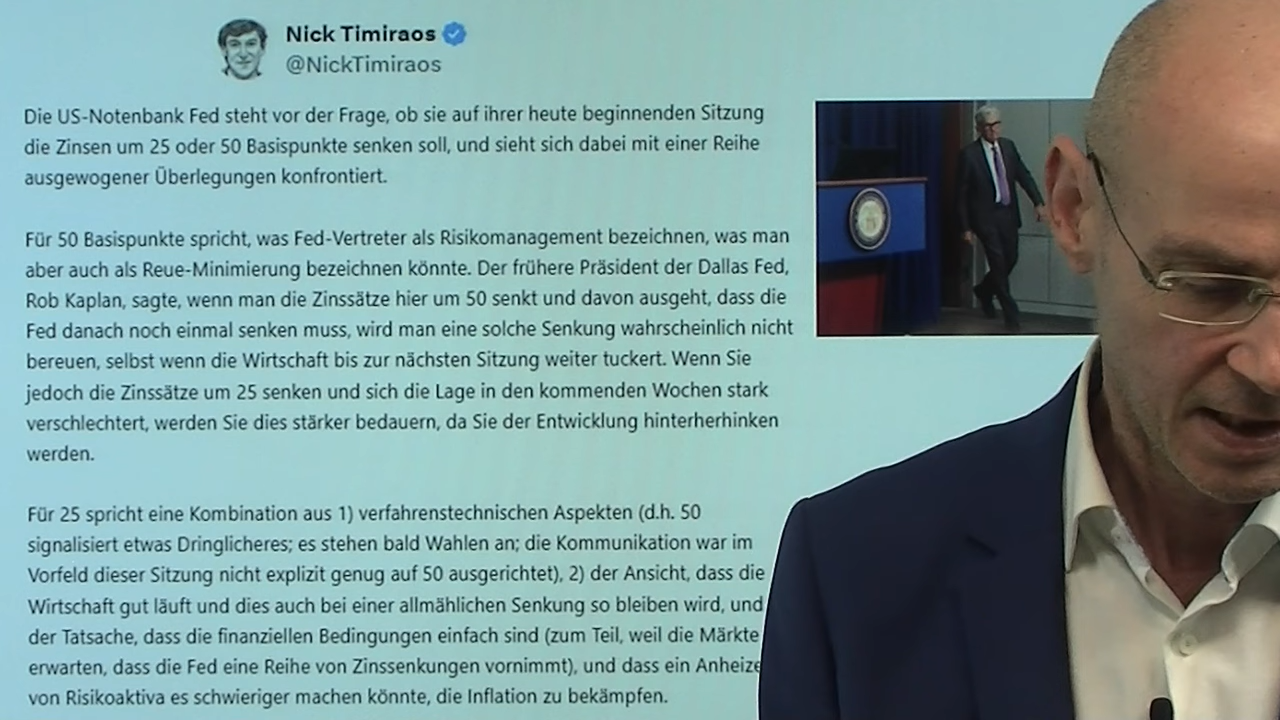 Nick Timiraos
@NickTimiraos
Die US-Notenbank Fed steht vor der Frage, ob sie auf ihrer heute beginnenden Sitzung
die Zinsen um 25 oder 50 Basispunkte senken soll, und sieht sich dabei mit einer Reihe
ausgewogener Überlegungen konfrontiert.
Für 50 Basispunkte spricht, was Fed-Vertreter als Risikomanagement bezeichnen, was man
aber auch als Reue-Minimierung bezeichnen könnte. Der frühere Präsident der Dallas Fed,
Rob Kaplan, sagte, wenn man die Zinssätze hier um 50 senkt und davon ausgeht, dass die
Fed danach noch einmal senken muss, wird man eine solche Senkung wahrscheinlich nicht
bereuen, selbst wenn die Wirtschaft bis zur nächsten Sitzung weiter tuckert. Wenn Sie
jedoch die Zinssätze um 25 senken und sich die Lage in den kommenden Wochen stark
verschlechtert, werden Sie dies stärker bedauern, da Sie der Entwicklung hinterherhinken
werden.
Für 25 spricht eine Kombination aus 1) verfahrenstechnischen Aspekten (d.h. 50
signalisiert etwas Dringlicheres; es stehen bald Wahlen an; die Kommunikation war im
Vorfeld dieser Sitzung nicht explizit genug auf 50 ausgerichtet), 2) der Ansicht, dass die
Wirtschaft gut läuft und dies auch bei einer allmählichen Senkung so bleiben wird, und
der Tatsache, dass die finanziellen Bedingungen einfach sind (zum Teil, weil die Märkte
erwarten, dass die Fed eine Reihe von Zinssenkungen vornimmt), und dass ein Anheize
von Risikoaktiva es schwieriger machen könnte, die Inflation zu bekämpfen.